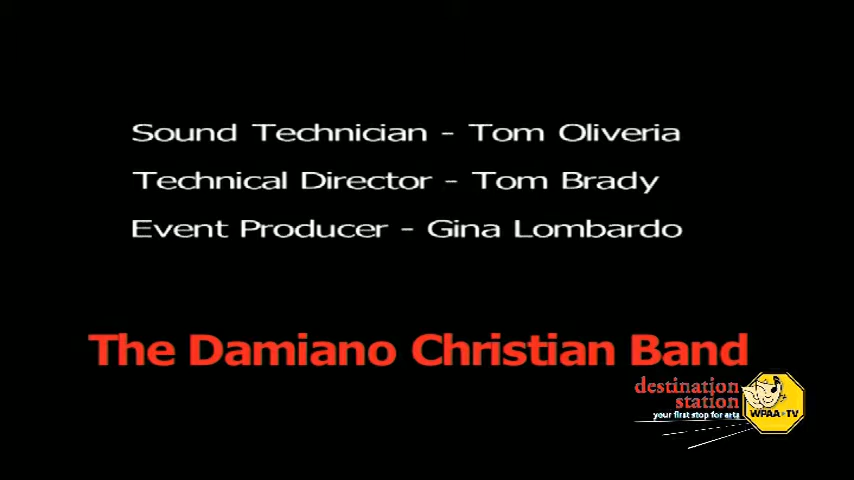 Sound Technician - Tom Oliveria
Technical Director - Tom Brady
Event Producer - Gina Lombardo
The Damiano Christian Band
destination
station
your first stop for arts
WPAA-TV